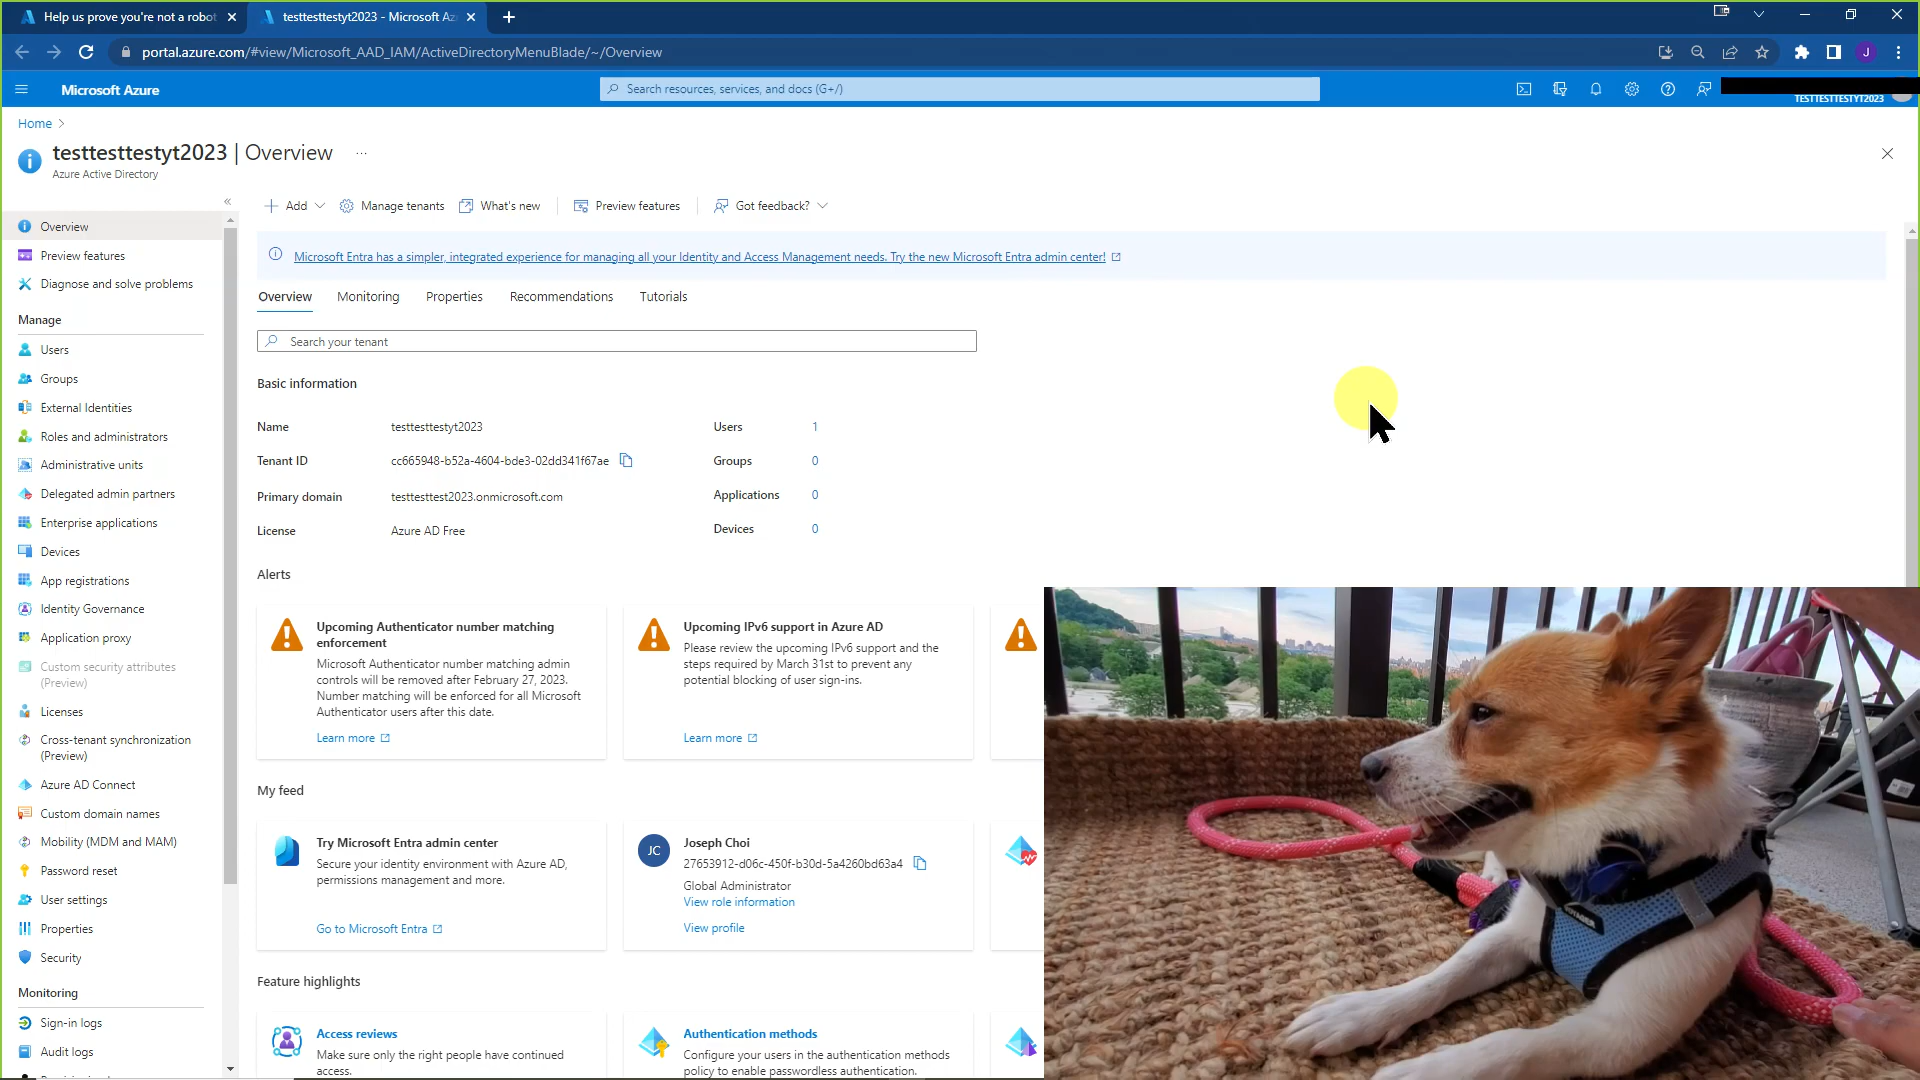 Help us prove you're not a robot
testtesttestyt2023 - Microsoft Az
portal.azure.com/#view/Microsoft_AAD_IAM/ActiveDirectoryMenuBlade/~/Overview
J
Microsoft Azure
Search resources, services, and docs (G+/)
TESTTESTTESTYT2023
Home
testtesttestyt2023 | Overview
Azure Active Directory
Add
Manage tenants
What's new
Preview features
Got feedback?
Overview
Preview features
Diagnose and solve problems
Manage
Users
Groups
External Identities
Roles and administrators
Administrative units
Delegated admin partners
Enterprise applications
Devices
App registrations
Identity Governance
Application proxy
Custom security attributes
(Preview)
Licenses
Cross-tenant synchronization
(Preview)
Azure AD Connect
Custom domain names
Mobility (MDM and MAM)
Password reset
User settings
Properties
Security
Monitoring
Sign-in logs
Audit logs
Microsoft Entra has a simpler, integrated experience for managing all your Identity and Access Management needs. Try the new Microsoft Entra admin center!
Overview
Monitoring
Properties
Recommendations
Tutorials
Search your tenant
Basic information
Name testtesttestyt2023
Users 1
Tenant ID cc665948-b52a-4604-bde3-02dd341f67ae
Groups 0
Primary domain testtesttest2023.onmicrosoft.com
Applications 0
License Azure AD Free
Devices 0
Alerts
Upcoming Authenticator number matching
enforcement
Microsoft Authenticator number matching admin
controls will be removed after February 27, 2023.
Number matching will be enforced for all Microsoft
Authenticator users after this date.
Learn more
Upcoming IPv6 support in Azure AD
Please review the upcoming IPv6 support and the
steps required by March 31st to prevent any
potential blocking of user sign-ins.
Learn more
My feed
Try Microsoft Entra admin center
Secure your identity environment with Azure AD,
permissions management and more.
Go to Microsoft Entra
JC
Joseph Choi
27653912-d06c-450f-b30d-5a4260bd63a4
Global Administrator
View role information
View profile
Feature highlights
Access reviews
Make sure only the right people have continued
access.
Authentication methods
Configure your users in the authentication methods
policy to enable passwordless authentication.